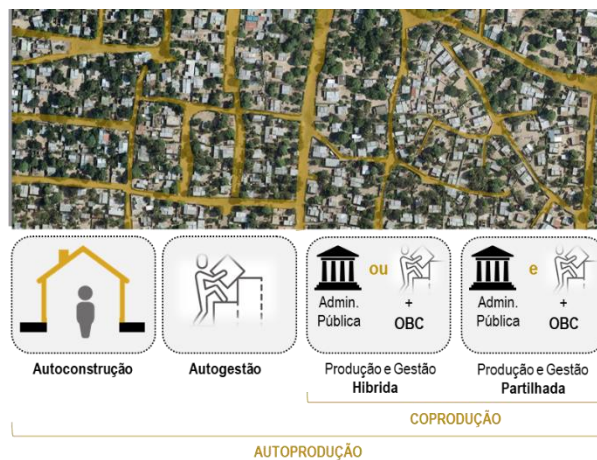 ou
Admin.
Pública
+
OBC
e
Admin.
Pública
+
OBC
Autoconstrução
Autogestão
Produção e Gestão
Hibrida
Produção e Gestão
Partilhada
COPRODUÇÃO
AUTOPRODUÇÃO